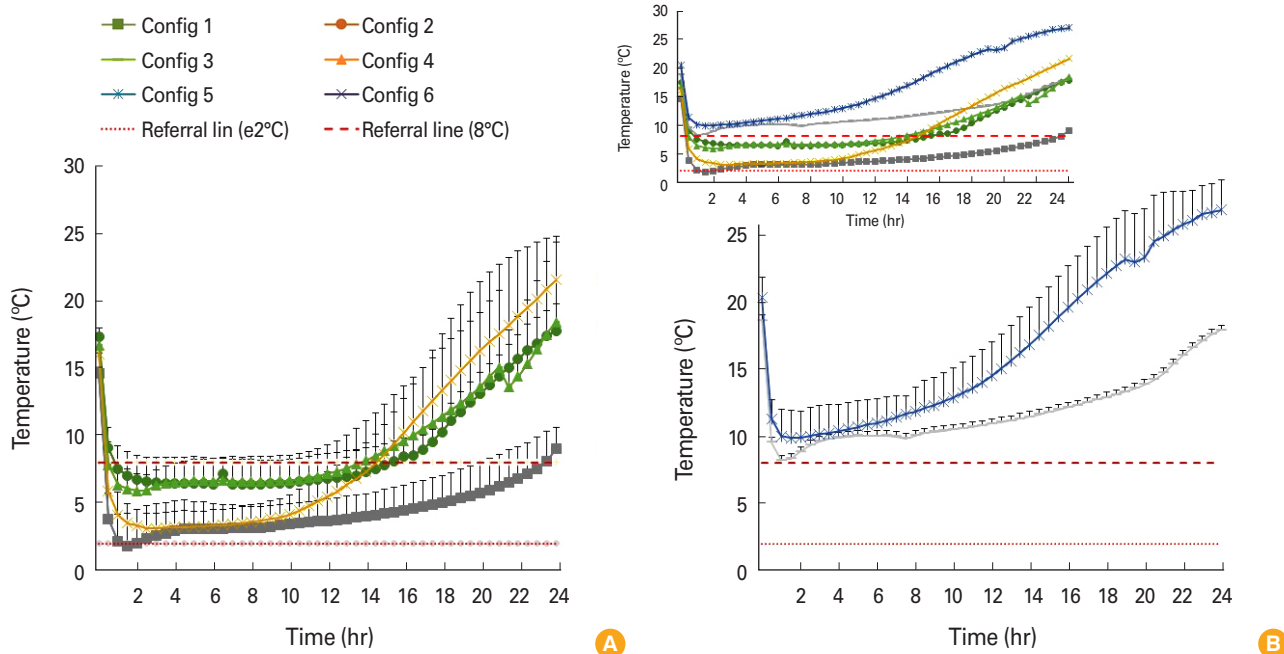 Config 1 Config 2
Config 3 Config 4
Config 5 Config 6
Referral lin (e2°C) Referral line (8°C)
30
25
20
15
10
5
0
Temperature (ºC)
2 4 6 8 10 12 14 16 18 20 22 24
Time (hr)
A
30
25
20
15
10
5
0
Temperature (ºC)
2 4 6 8 10 12 14 16 18 20 22 24
Time (hr)
25
20
15
10
5
0
Temperature (ºC)
2 4 6 8 10 12 14 16 18 20 22 24
Time (hr)
B